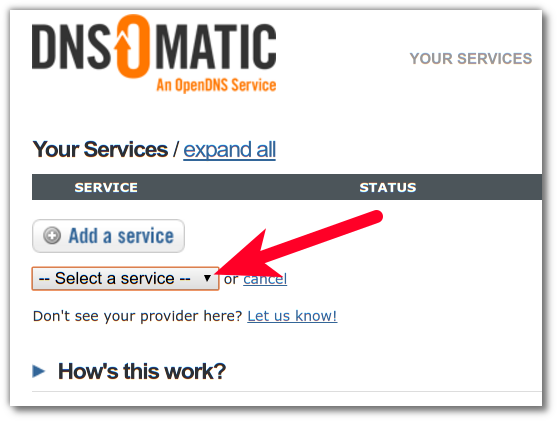 DNSOMATIC
An OpenDNS Service
YOUR SERVICES
Your Services / expand all
SERVICE STATUS
Add a service
-- Select a service -- ▼ or cancel
Don't see your provider here? Let us know!
How's this work?